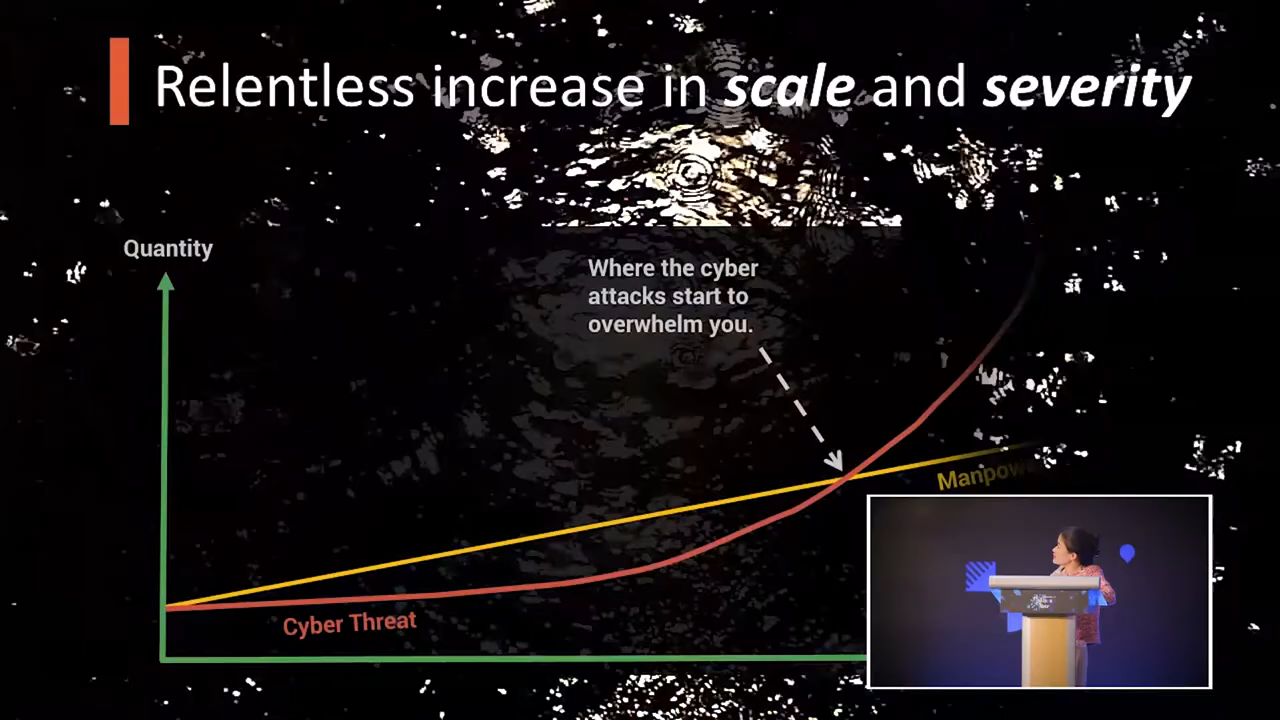 Relentless increase in scale and severity
Quantity
Where the cyber
attacks start to
overwhelm you.
Cyber Threat